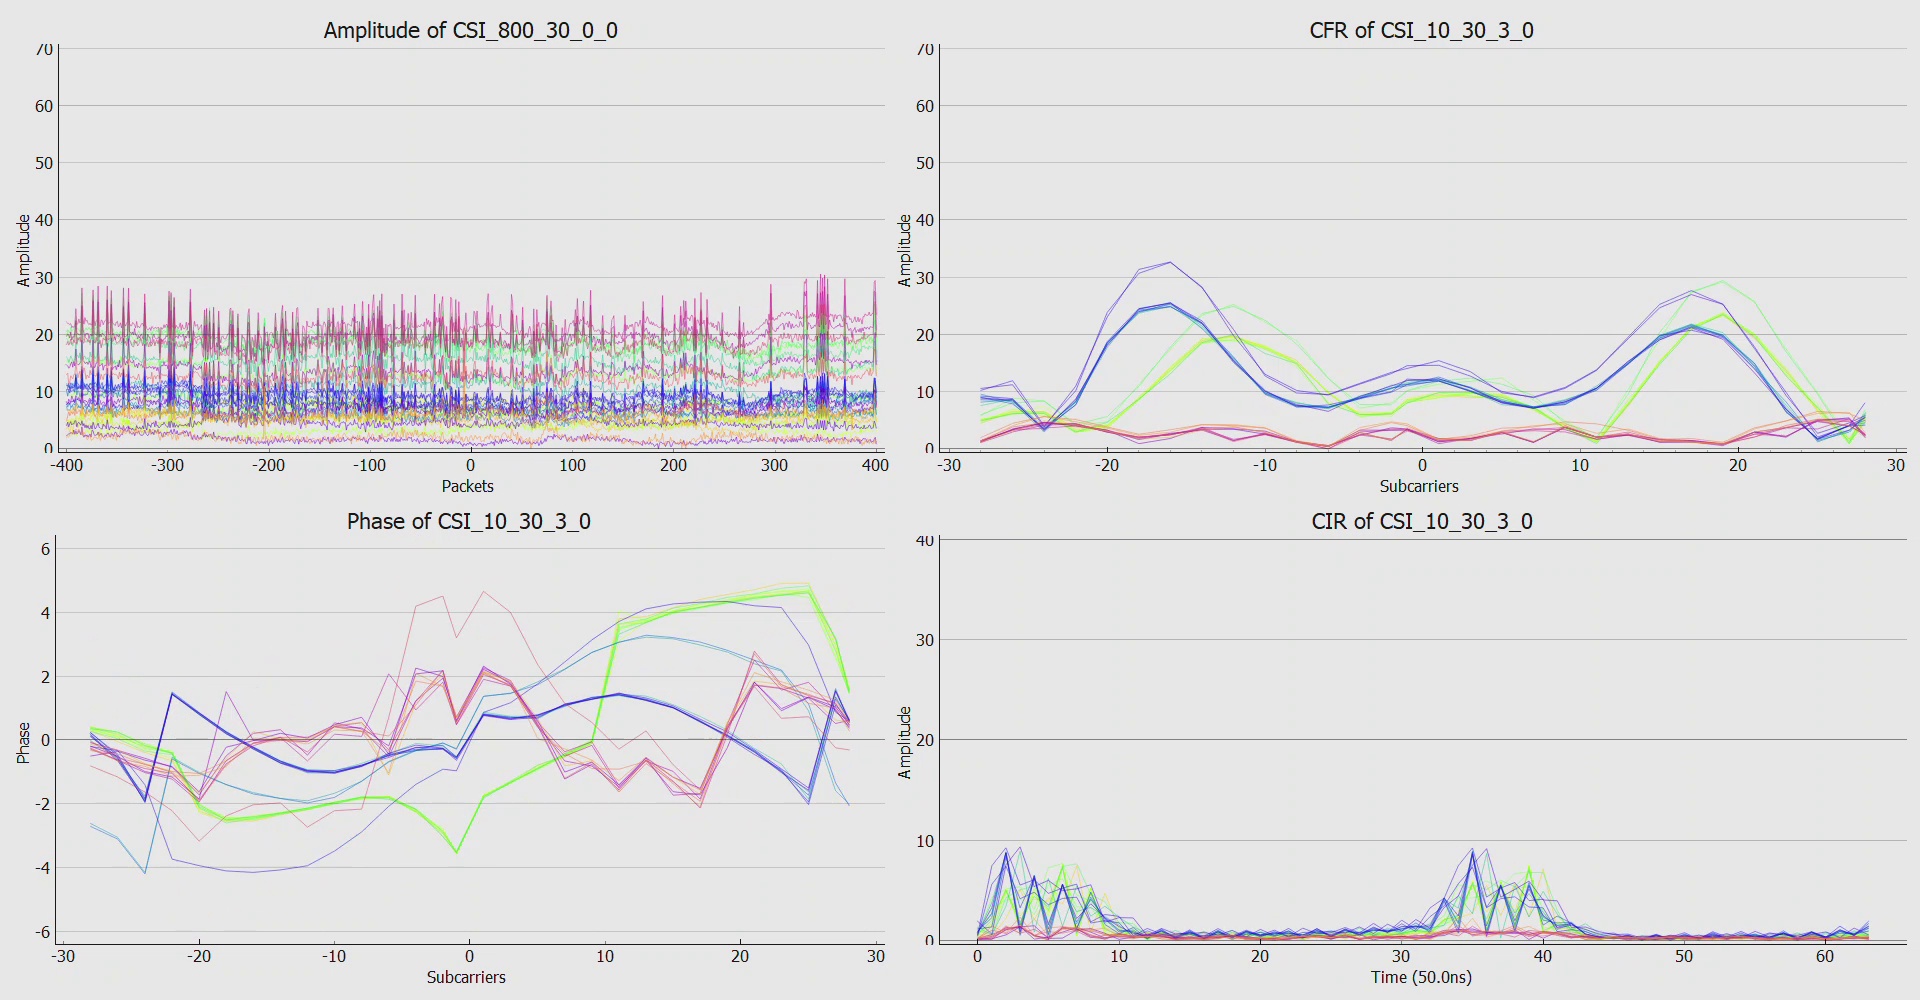 Amplitude of CSI_800_30_0_0
70
60
50
40
30
20
10
0
Amplitude
-400 -300 -200 -100 0 100 200 300 400
Packets
CFR of CSI_10_30_3_0
70
60
50
40
30
20
10
0
Amplitude
-30 -20 -10 0 10 20 30
Subcarriers
Phase of CSI_10_30_3_0
6
4
2
0
-2
-4
-6
Phase
-30 -20 -10 0 10 20 30
Subcarriers
CIR of CSI_10_30_3_0
40
30
20
10
0
Amplitude
0 10 20 30 40 50 60
Time (50.0ns)